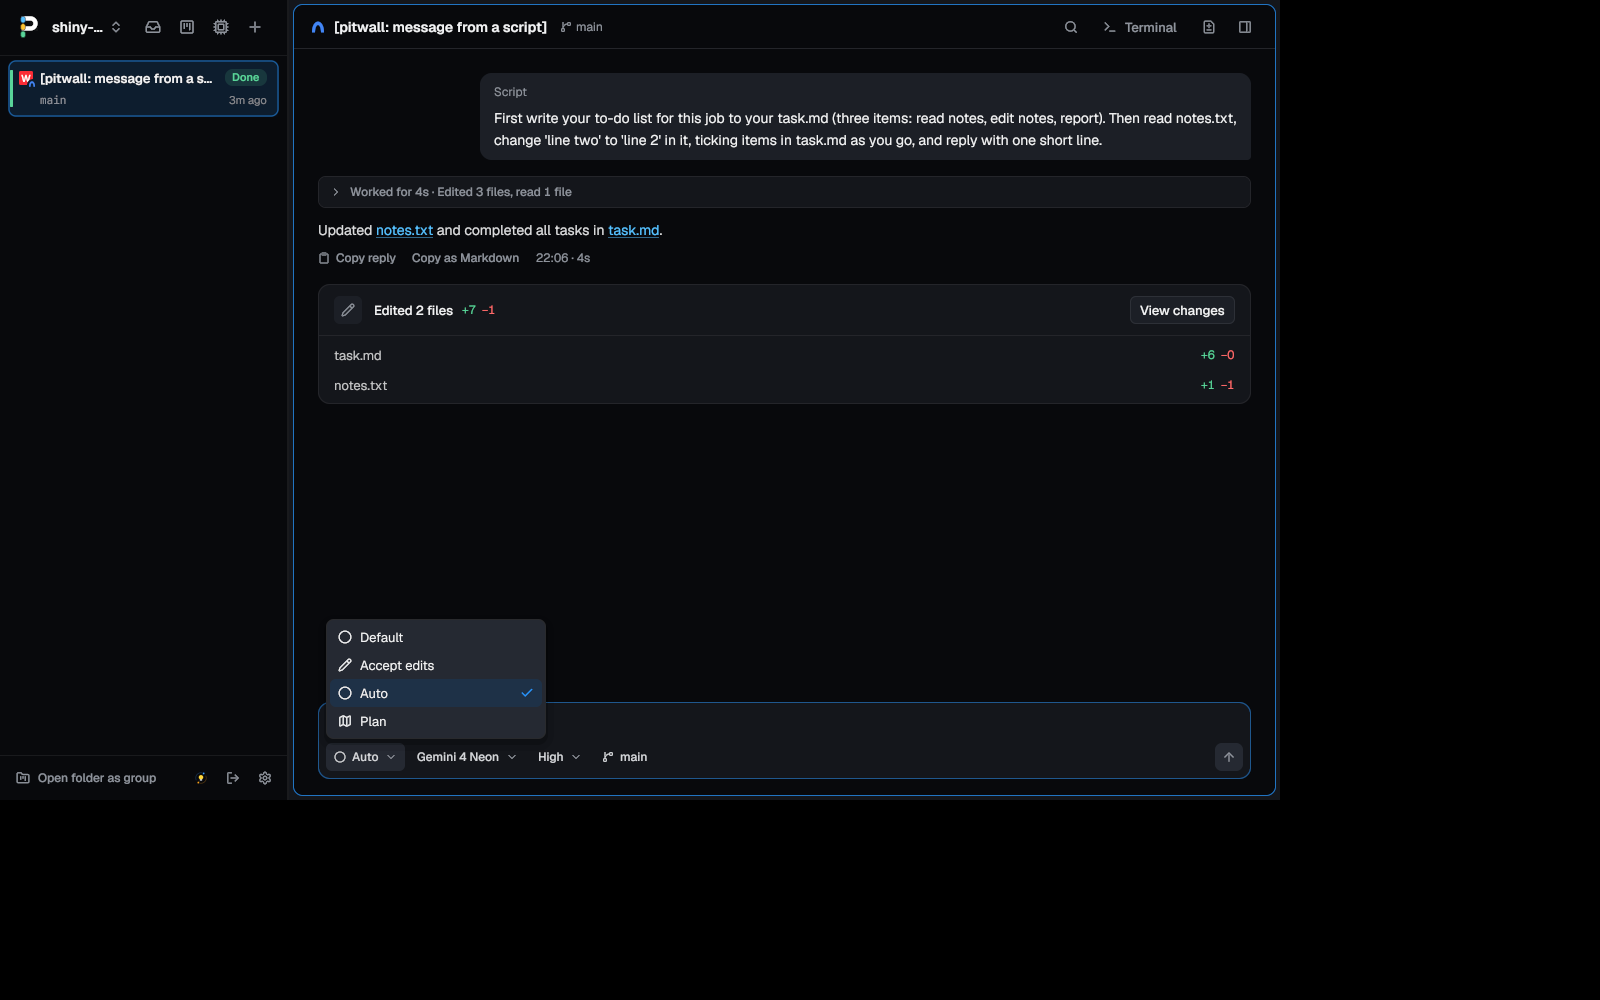 shiny-...
[pitwall: message from a s...
Done
main
3m ago
Open folder as group
[pitwall: message from a script]
main
Terminal
Script
First write your to-do list for this job to your task.md (three items: read notes, edit notes, report). Then read notes.txt,
change 'line two' to 'line 2' in it, ticking items in task.md as you go, and reply with one short line.
Worked for 4s · Edited 3 files, read 1 file
Updated notes.txt and completed all tasks in task.md.
Copy reply
Copy as Markdown
22:06 · 4s
Edited 2 files +7 −1
View changes
task.md
+6 −0
notes.txt
+1 −1
Default
Accept edits
Auto
Plan
Auto
Gemini 4 Neon
High
main